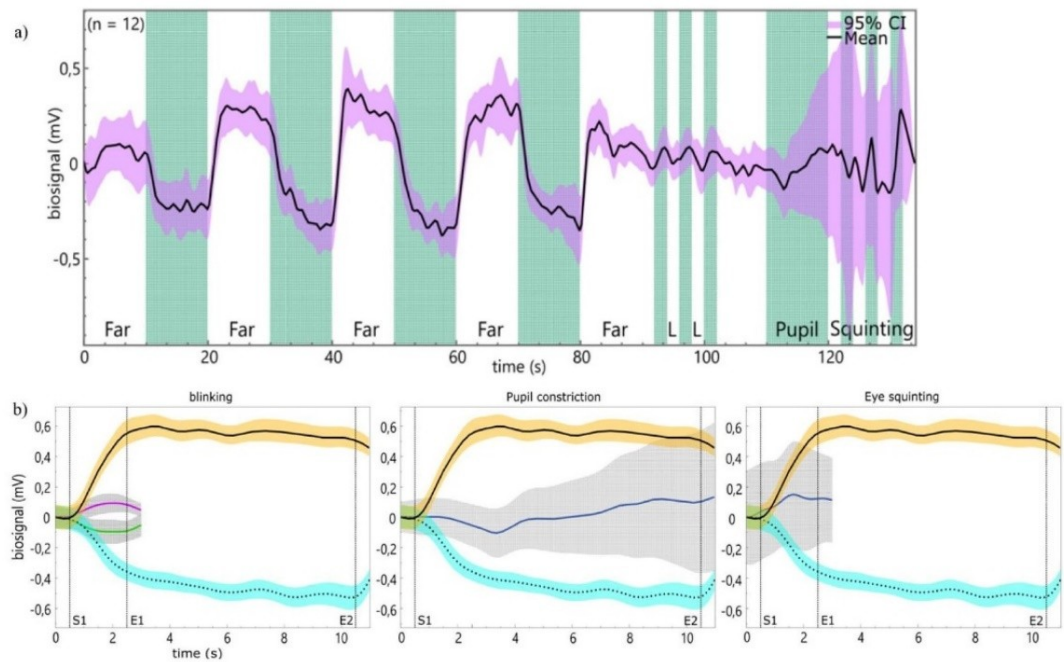 a)
(n = 12)
95% CI
Mean
0,5
0
-0,5
biosignal (mV)
Far Far Far Far Far L L Pupil Squinting
0 20 40 60 80 100 120
time (s)
b)
blinking
Pupil constriction
Eye squinting
0,6
0,4
0,2
0
-0,2
-0,4
-0,6
biosignal (mV)
S1 E1 E2
S1 E2
S1 E1 E2
0 2 4 6 8 10
0 2 4 6 8 10
0 2 4 6 8 10
time (s)